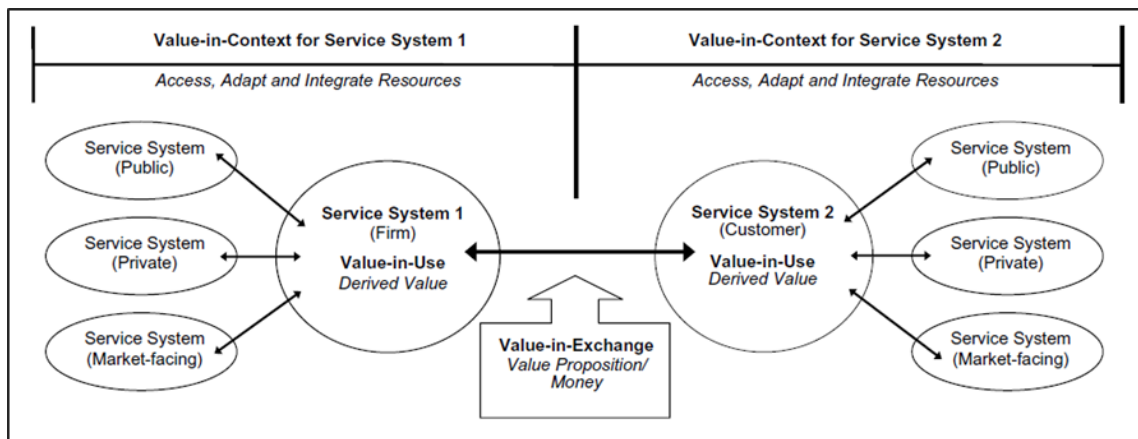 Value-in-Context for Service System 1
Value-in-Context for Service System 2
Access, Adapt and Integrate Resources
Access, Adapt and Integrate Resources
Service System
(Public)
Service System
(Private)
Service System
(Market-facing)
Service System 1
(Firm)
Value-in-Use
Derived Value
Value-in-Exchange
Value Proposition/
Money
Service System 2
(Customer)
Value-in-Use
Derived Value
Service System
(Public)
Service System
(Private)
Service System
(Market-facing)